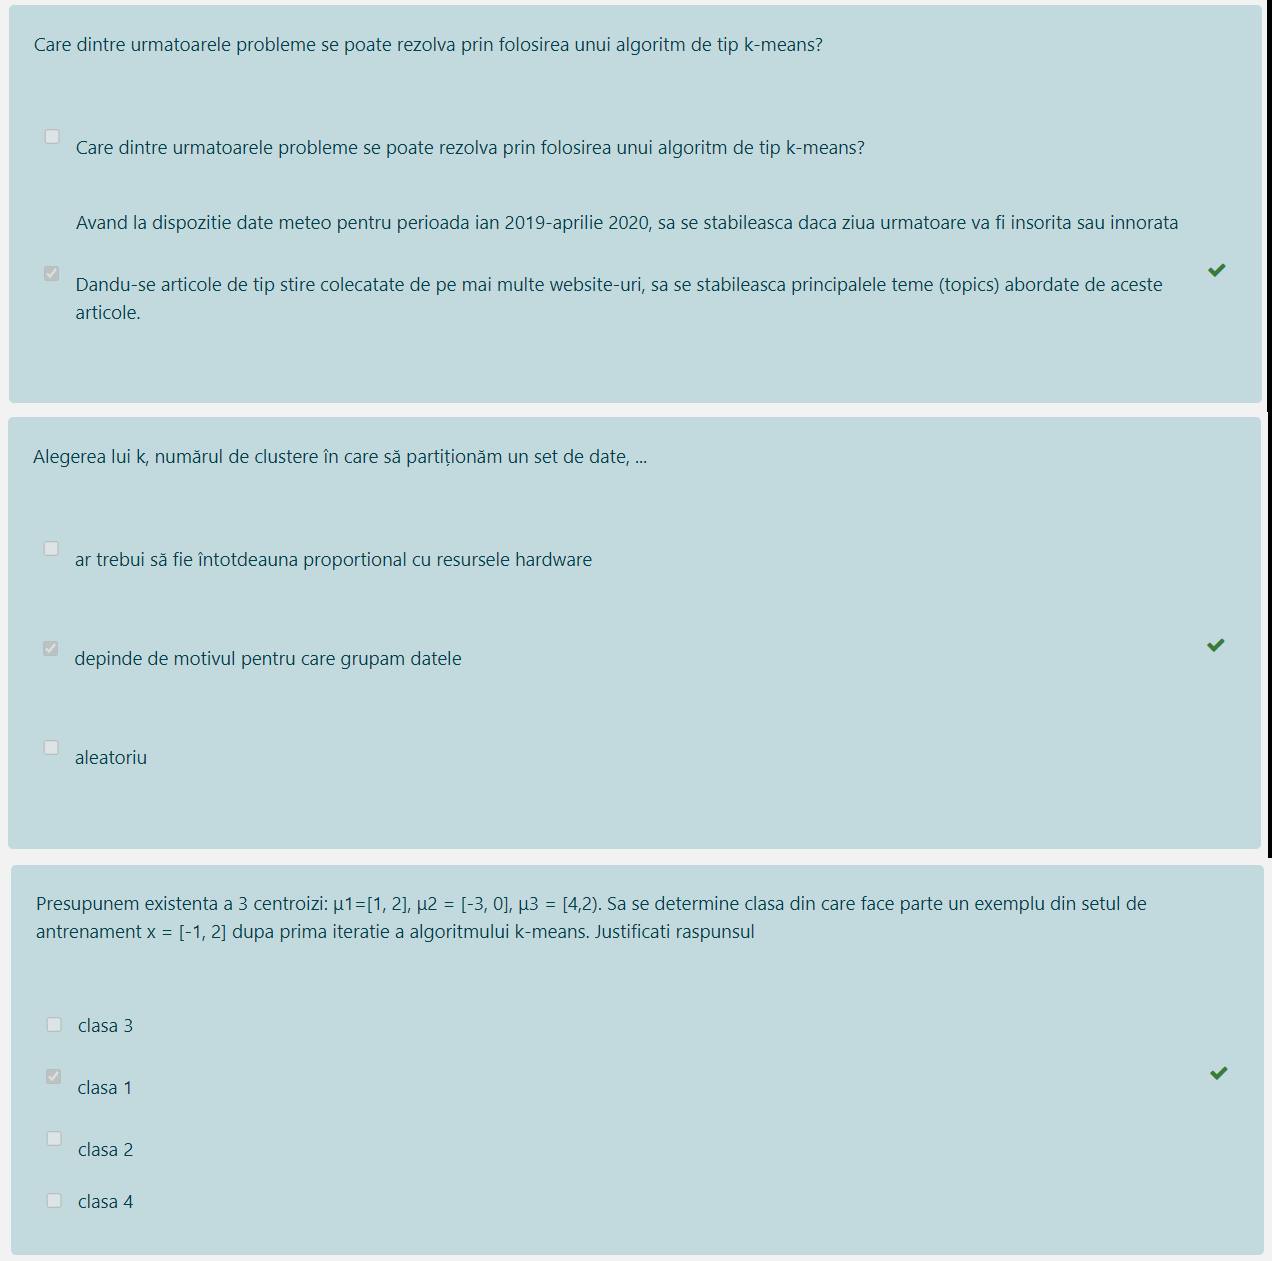 Care dintre urmatoarele probleme se poate rezolva prin folosirea unui algoritm de tip k-means?
Care dintre urmatoarele probleme se poate rezolva prin folosirea unui algoritm de tip k-means?
Avand la dispozitie date meteo pentru perioada ian 2019-aprilie 2020, sa se stabileasca daca ziua urmatoare va fi insorita sau innorata
Dandu-se articole de tip stire colecatate de pe mai multe website-uri, sa se stabileasca principalele teme (topics) abordate de aceste
articole.
Alegerea lui k, numărul de clustere în care să partiționăm un set de date, ...
ar trebui să fie întotdeauna proportional cu resursele hardware
depinde de motivul pentru care grupam datele
aleatoriu
Presupunem existenta a 3 centroizi: μ1=[1, 2], μ2 = [-3, 0], μ3 = [4,2). Sa se determine clasa din care face parte un exemplu din setul de
antrenament x = [-1, 2] dupa prima iteratie a algoritmului k-means. Justificati raspunsul
clasa 3
clasa 1
clasa 2
clasa 4